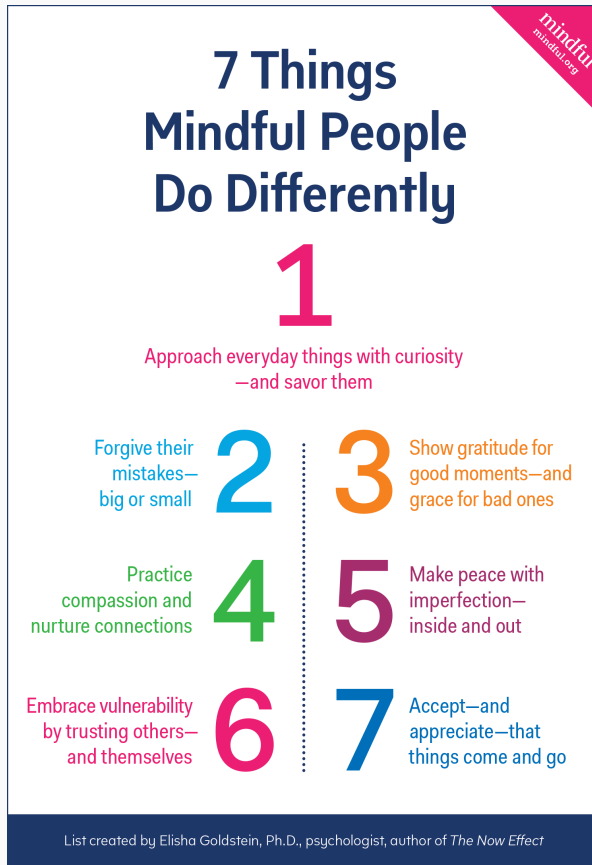 mindful
mindful.org
7 Things
Mindful People
Do Differently
1
Approach everyday things with curiosity
—and savor them
2
Forgive their
mistakes—
big or small
3
Show gratitude for
good moments—and
grace for bad ones
4
Practice
compassion and
nurture connections
5
Make peace with
imperfection—
inside and out
6
Embrace vulnerability
by trusting others—
and themselves
7
Accept—and
appreciate—that
things come and go
List created by Elisha Goldstein, Ph.D., psychologist, author of The Now Effect